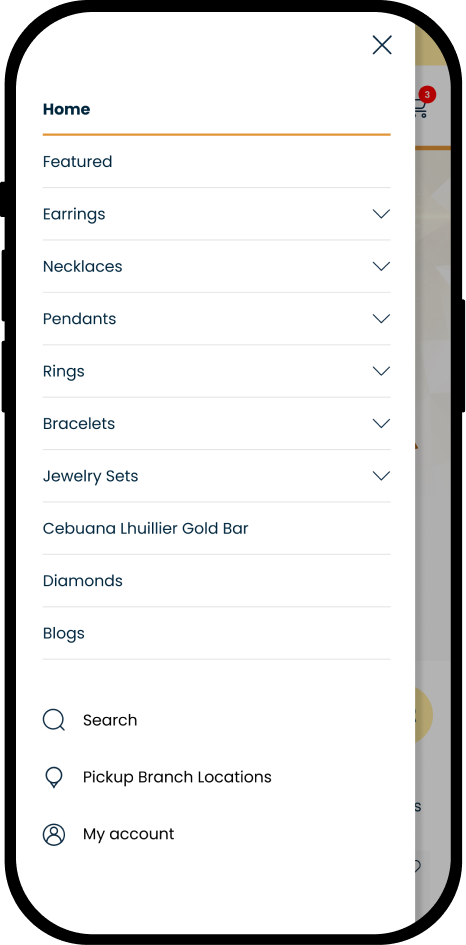 3
Home
Featured
Earrings
Necklaces
Pendants
Rings
Bracelets
Jewelry Sets
Cebuana Lhuillier Gold Bar
Diamonds
Blogs
Search
Pickup Branch Locations
My account
s